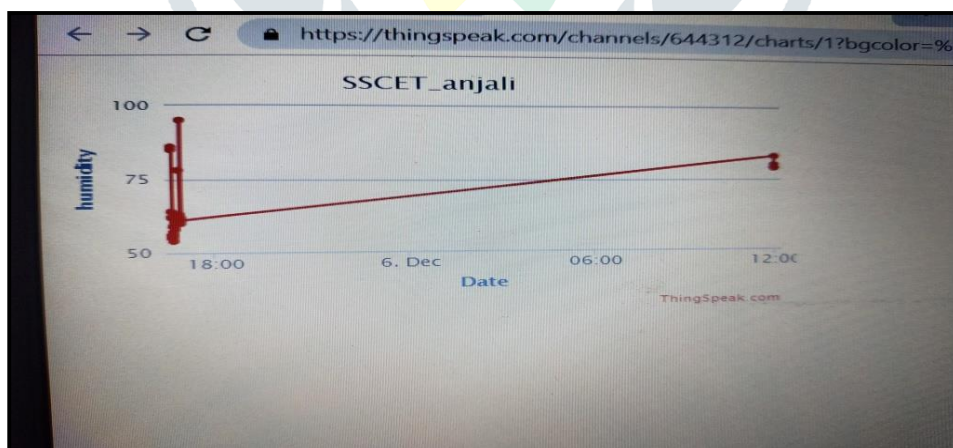 https://thingspeak.com/channels/644312/charts/1?bgcolor=%
SSCET_anjali
100
humidity
75
50
18:00 6. Dec 06:00 12:00
Date
ThingSpeak.com